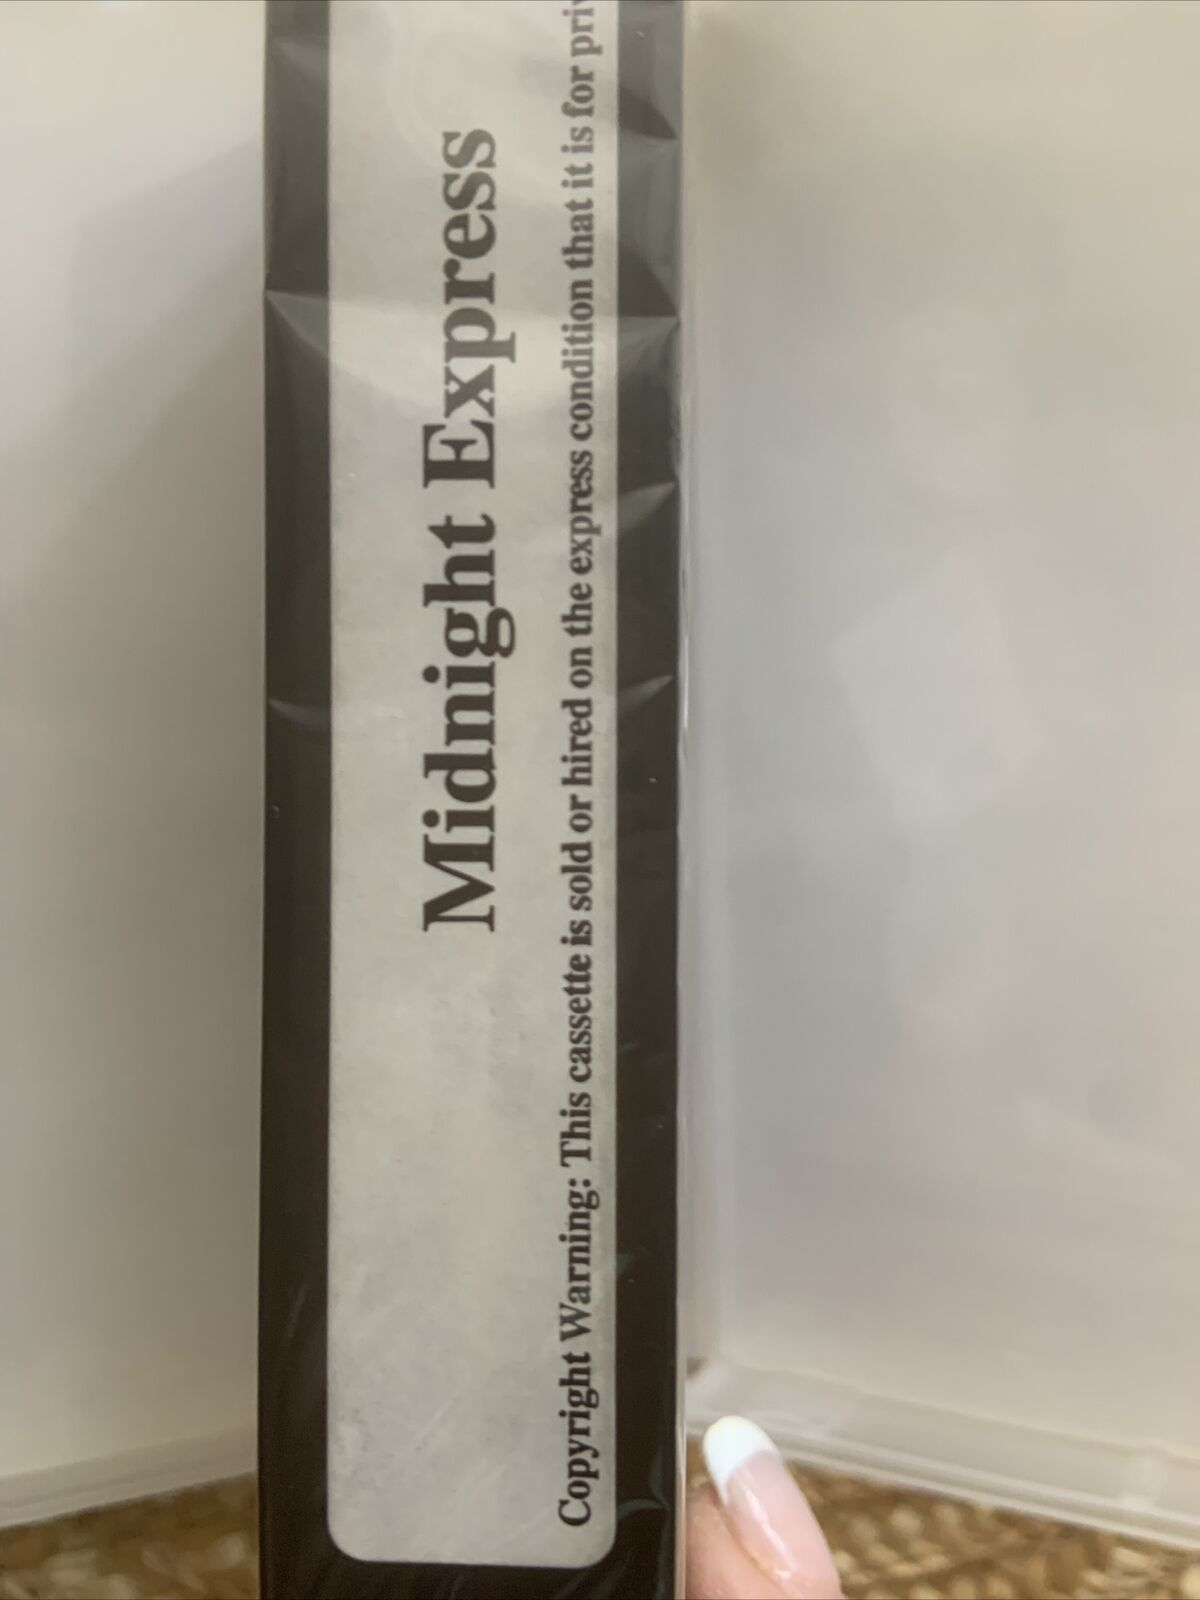 Midnight Express
Copyright Warning: This cassette is sold or hired on the express condition that it is for